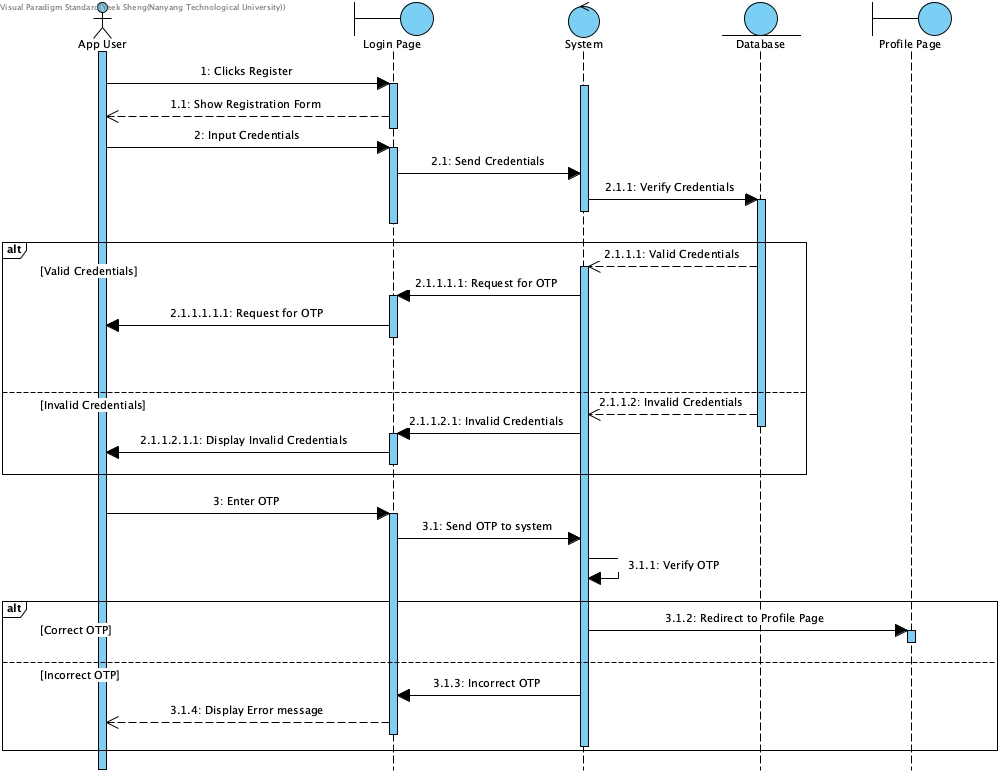 Visual Paradigm Standard(Yeek Sheng(Nanyang Technological University))
App User
Login Page
System
Database
Profile Page
1: Clicks Register
1.1: Show Registration Form
2: Input Credentials
2.1: Send Credentials
2.1.1: Verify Credentials
alt
2.1.1.1: Valid Credentials
[Valid Credentials]
2.1.1.1.1: Request for OTP
2.1.1.1.1.1: Request for OTP
[Invalid Credentials]
2.1.1.2: Invalid Credentials
2.1.1.2.1: Invalid Credentials
2.1.1.2.1.1: Display Invalid Credentials
3: Enter OTP
3.1: Send OTP to system
3.1.1: Verify OTP
alt
3.1.2: Redirect to Profile Page
[Correct OTP]
[Incorrect OTP]
3.1.3: Incorrect OTP
3.1.4: Display Error message